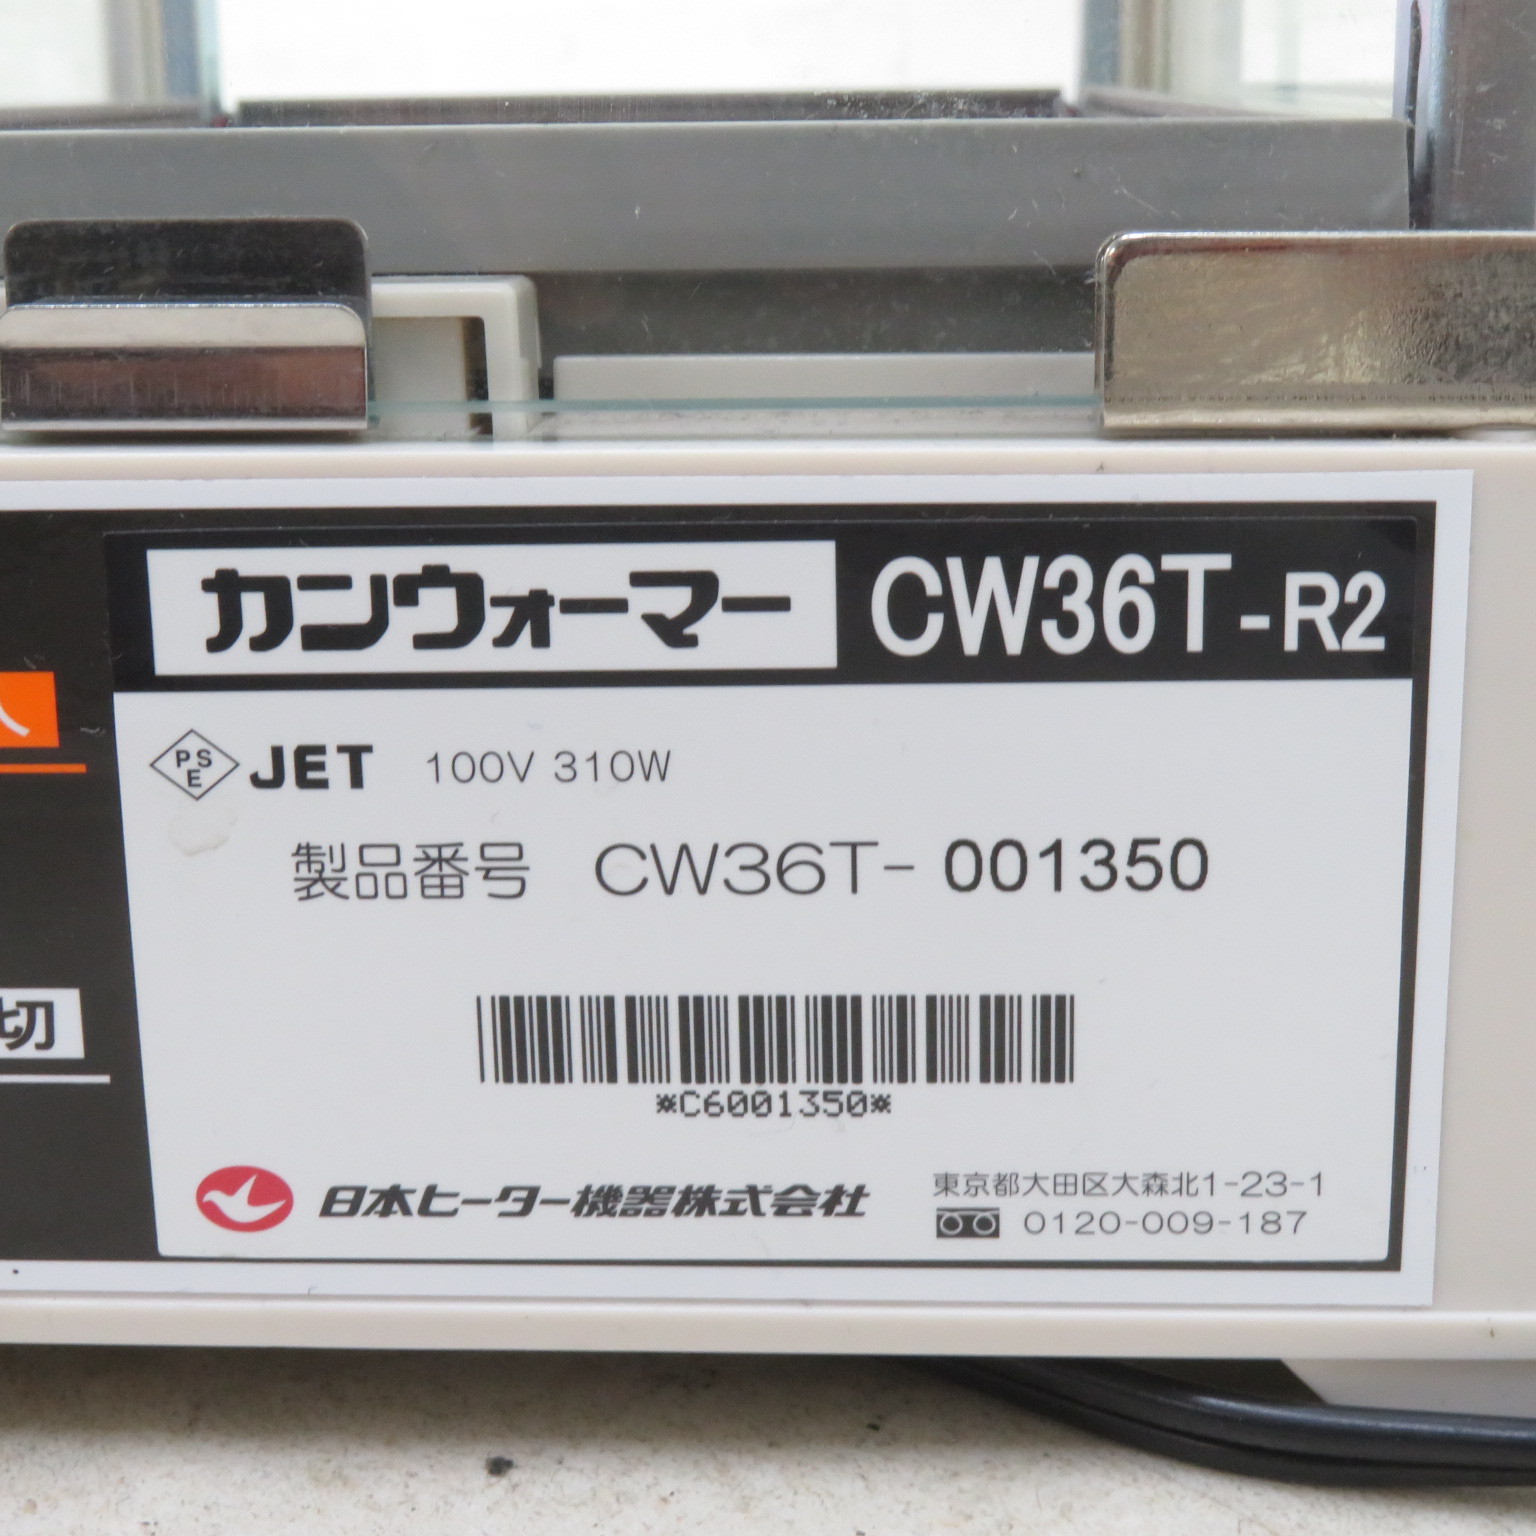 カンウォーマー CW36T-R2
PSE JET 100V 310W
製品番号 CW36T-001350
*C6001350*
日本ヒーター機器株式会社
東京都大田区大森北1-23-1
0120-009-187
切